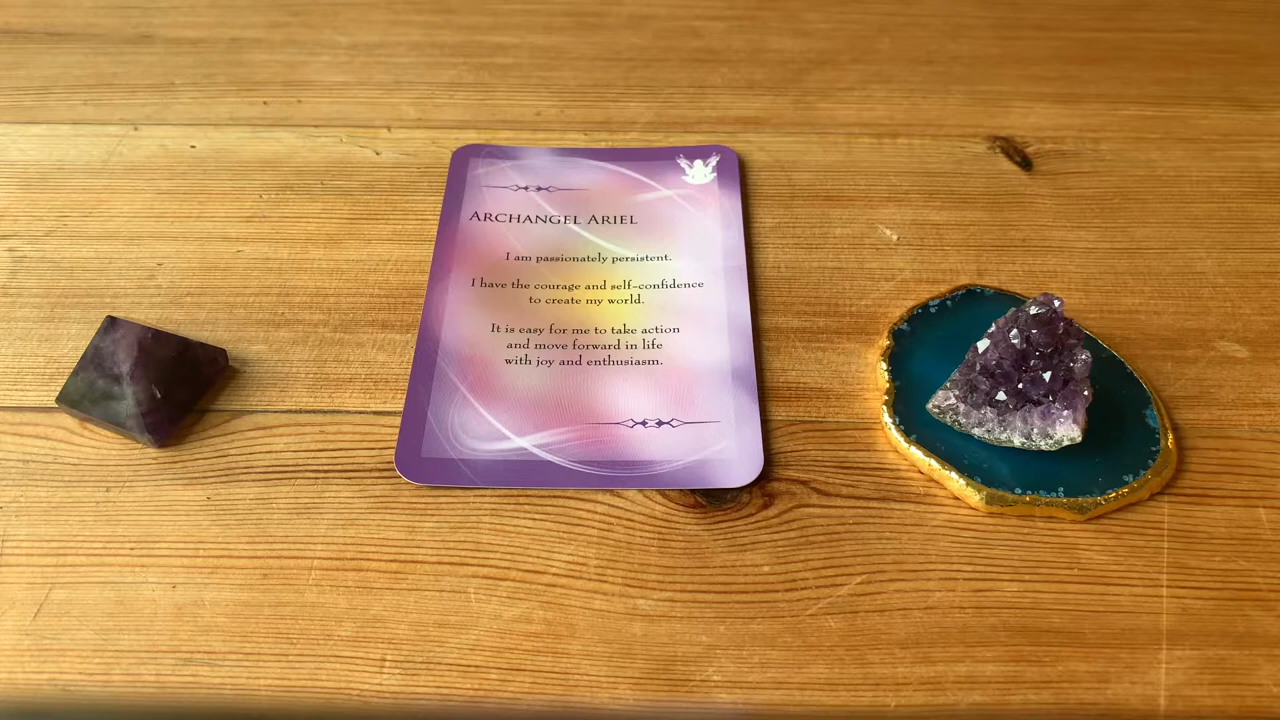 Archangel Ariel
I am passionately persistent.
I have the courage and self-confidence
to create my world.
It is easy for me to take action
and move forward in life
with joy and enthusiasm.